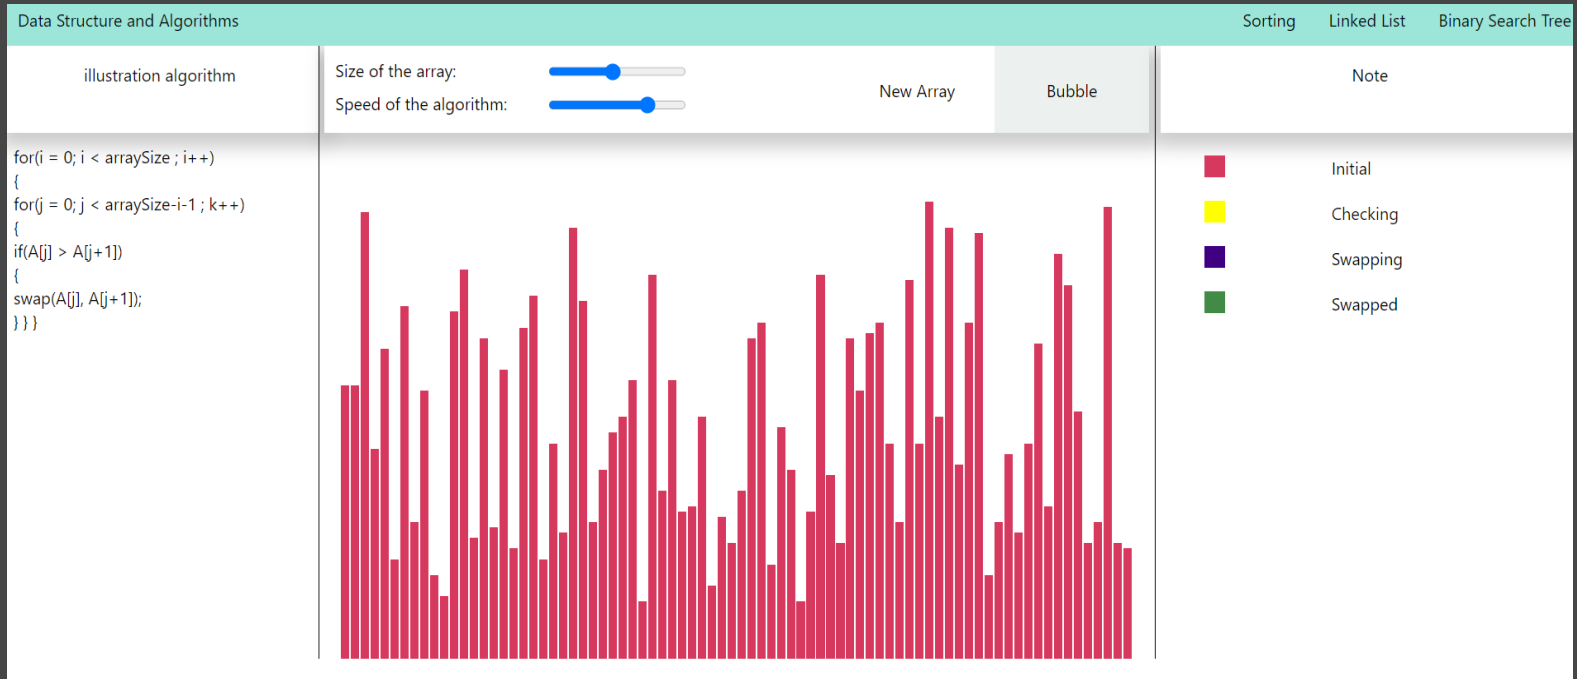 Data Structure and Algorithms
Sorting
Linked List
Binary Search Tree
illustration algorithm
Size of the array:
Speed of the algorithm:
New Array
Bubble
Note
for(i = 0; i < arraySize ; i++)
{
for(j = 0; j < arraySize-i-1 ; k++)
{
if(A[j] > A[j+1])
{
swap(A[j], A[j+1]);
} } }
Initial
Checking
Swapping
Swapped